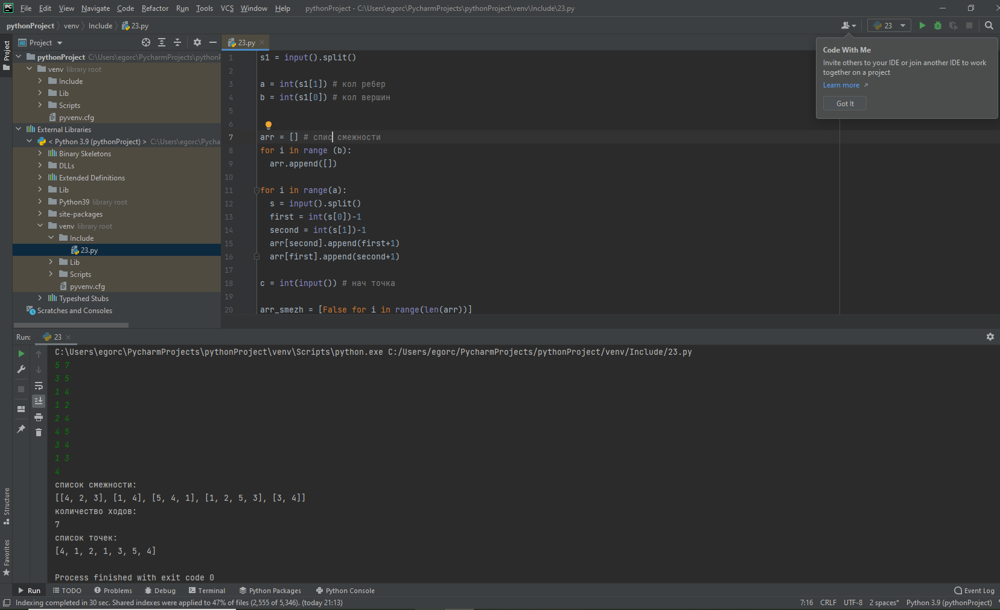 PC File Edit View Navigate Code Refactor Run Tools VCS Window Help pythonProject - C:\Users\egorc\PycharmProjects\pythonProject\venv\Include\23.py
pythonProject venv Include 23.py
23
Project
Project
23.py
Code With Me
Invite others to your IDE or join another IDE to work
together on a project
Learn more
Got It
pythonProject C:\Users\egorc\PycharmProjects\pythonP
venv library root
Include
Lib
Scripts
pyvenv.cfg
External Libraries
< Python 3.9 (pythonProject) > C:\Users\egorc\Pycha
Binary Skeletons
DLLs
Extended Definitions
Lib
Python39 library root
site-packages
venv library root
Include
23.py
Lib
Scripts
pyvenv.cfg
Typeshed Stubs
Scratches and Consoles
1 s1 = input().split()
2
3 a = int(s1[1]) # кол ребер
4 b = int(s1[0]) # кол вершин
5
6
7 arr = [] # спис смежности
8 for i in range (b):
9 arr.append([])
10
11 for i in range(a):
12 s = input().split()
13 first = int(s[0])-1
14 second = int(s[1])-1
15 arr[second].append(first+1)
16 arr[first].append(second+1)
17
18 c = int(input()) # нач точка
19
20 arr_smezh = [False for i in range(len(arr))]
Run: 23
C:\Users\egorc\PycharmProjects\pythonProject\venv\Scripts\python.exe C:/Users/egorc/PycharmProjects/pythonProject/venv/Include/23.py
5 7
3 5
1 4
1 2
2 4
4 5
3 4
1 3
4
список смежности:
[[4, 2, 3], [1, 4], [5, 4, 1], [1, 2, 5, 3], [3, 4]]
количество ходов:
7
список точек:
[4, 1, 2, 1, 3, 5, 4]
Process finished with exit code 0
Structure
Favorites
Run TODO Problems Debug Terminal Python Packages Python Console Event Log
Indexing completed in 30 sec. Shared indexes were applied to 47% of files (2,555 of 5,346). (today 21:13) 7:16 CRLF UTF-8 2 spaces* Python 3.9 (pythonProject)